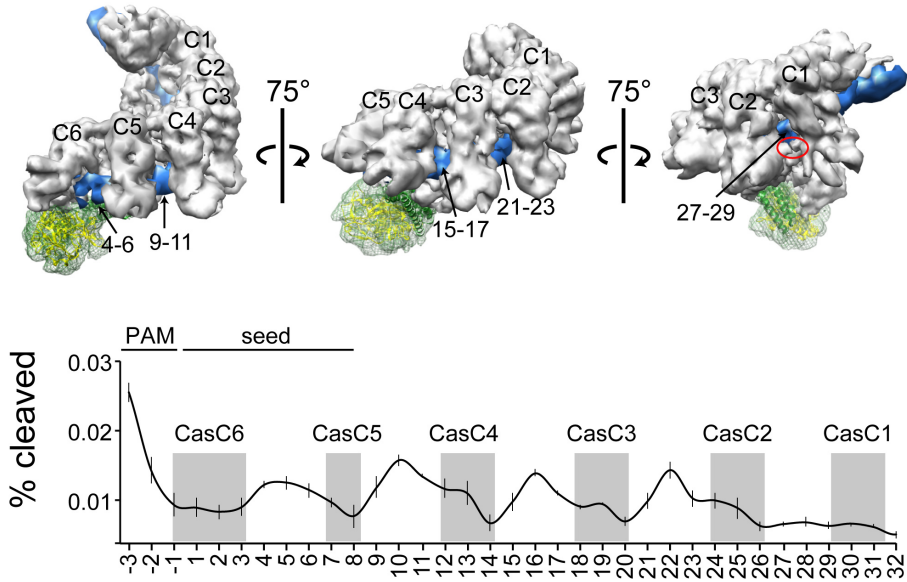 C1
C2
C3
C4
C5
C6
4-6
9-11
75°
C1
C2
C3
C4
C5
15-17
21-23
75°
C1
C2
C3
27-29
PAM
seed
% cleaved
0.03
0.02
0.01
CasC6
CasC5
CasC4
CasC3
CasC2
CasC1
-3 -2 -1 1 2 3 4 5 6 7 8 9 10 11 12 13 14 15 16 17 18 19 20 21 22 23 24 25 26 27 28 29 30 31 32